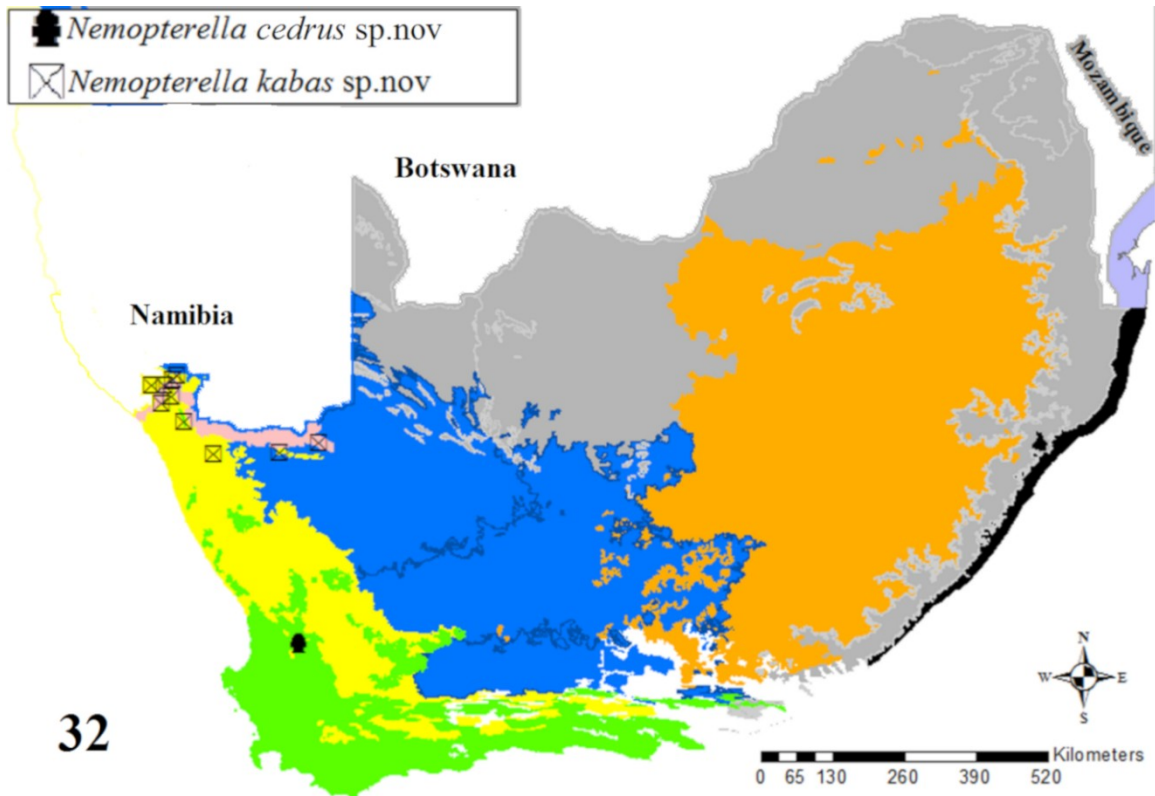 Nemopterella cedrus sp.nov
Nemopterella kabas sp.nov
Mozambique
Botswana
Namibia
N
W E
S
32
Kilometers
0 65 130 260 390 520